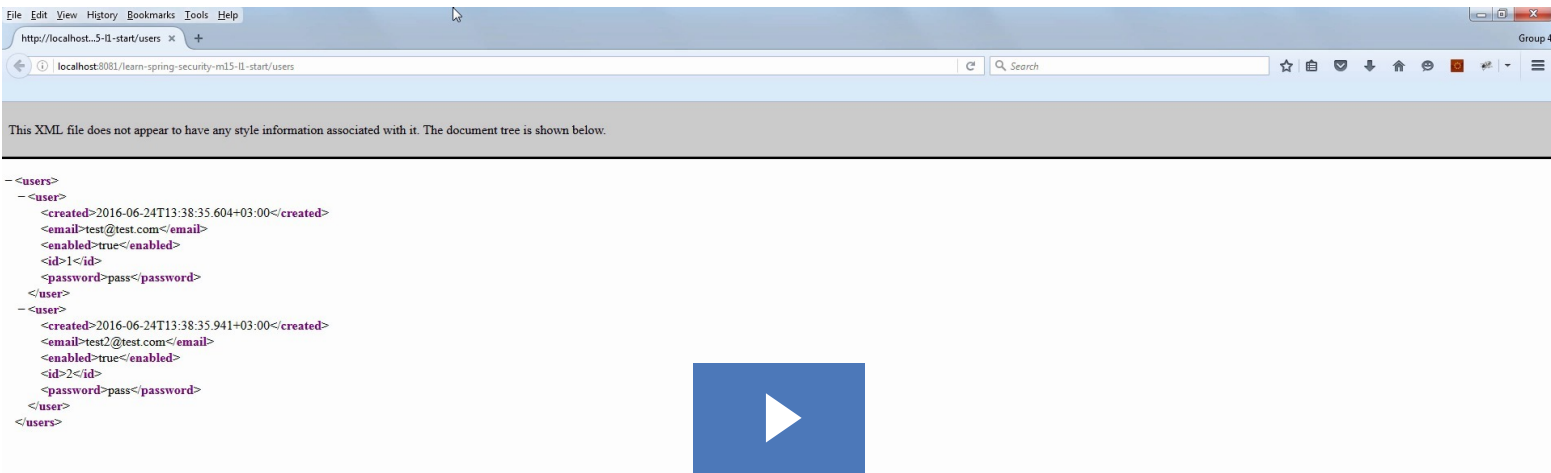 File Edit View History Bookmarks Tools Help
http://localhost...5-l1-start/users × +
Group 4
localhost:8081/learn-spring-security-m15-l1-start/users
Search
This XML file does not appear to have any style information associated with it. The document tree is shown below.
−<users>
−<user>
<created>2016-06-24T13:38:35.604+03:00</created>
<email>test@test.com</email>
<enabled>true</enabled>
<id>1</id>
<password>pass</password>
</user>
−<user>
<created>2016-06-24T13:38:35.941+03:00</created>
<email>test2@test.com</email>
<enabled>true</enabled>
<id>2</id>
<password>pass</password>
</user>
</users>